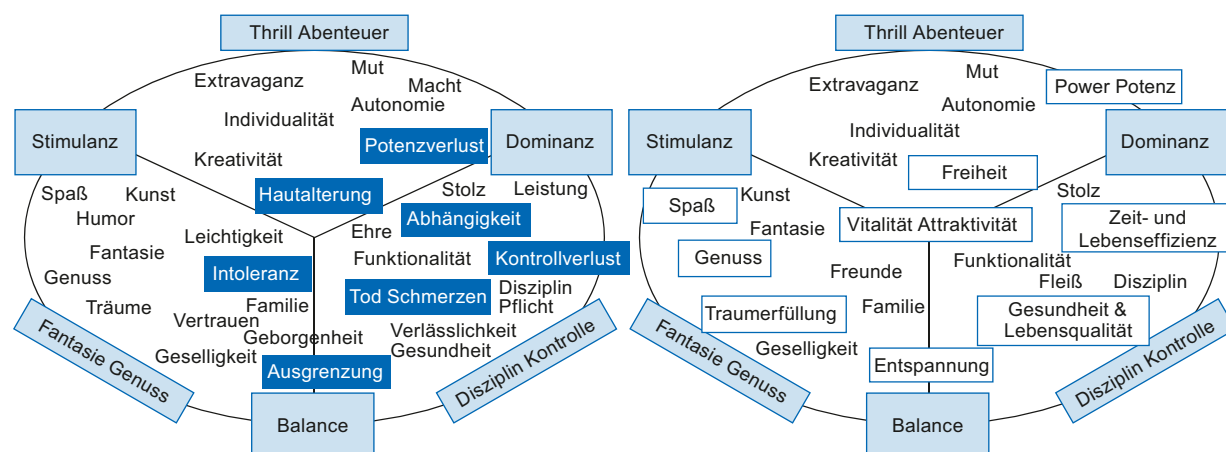 Thrill Abenteuer
Extravaganz
Mut
Macht
Autonomie
Individualität
Stimulanz
Potenzverlust
Dominanz
Kreativität
Hautalterung
Stolz
Leistung
Spaß
Kunst
Humor
Abhängigkeit
Ehre
Leichtigkeit
Fantasie
Funktionalität
Kontrollverlust
Genuss
Intoleranz
Tod Schmerzen
Disziplin
Pflicht
Träume
Familie
Vertrauen
Geborgenheit
Verlässlichkeit
Gesundheit
Geselligkeit
Ausgrenzung
Fantasie Genuss
Disziplin Kontrolle
Balance
Thrill Abenteuer
Extravaganz
Mut
Power Potenz
Autonomie
Individualität
Stimulanz
Dominanz
Kreativität
Freiheit
Stolz
Kunst
Spaß
Vitalität Attraktivität
Zeit- und
Lebenseffizienz
Fantasie
Genuss
Freunde
Funktionalität
Fleiß
Disziplin
Traumerfüllung
Familie
Gesundheit &
Lebensqualität
Geselligkeit
Entspannung
Fantasie Genuss
Disziplin Kontrolle
Balance